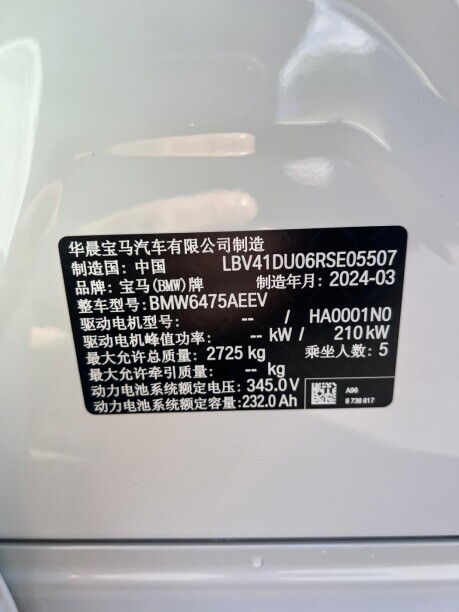 华晨宝马汽车有限公司制造
制造国: 中国 LBV41DU06RSE05507
品牌: 宝马(BMW)牌 制造年月: 2024-03
整车型号:BMW6475AEEV
驱动电机型号: -- / HA0001N0
驱动电机峰值功率: -- kW / 210 kW
最大允许总质量: 2725 kg 乘坐人数: 5
最大允许牵引质量: -- kg
动力电池系统额定电压: 345.0 V
动力电池系统额定容量:232.0 Ah
A96
8 738 817